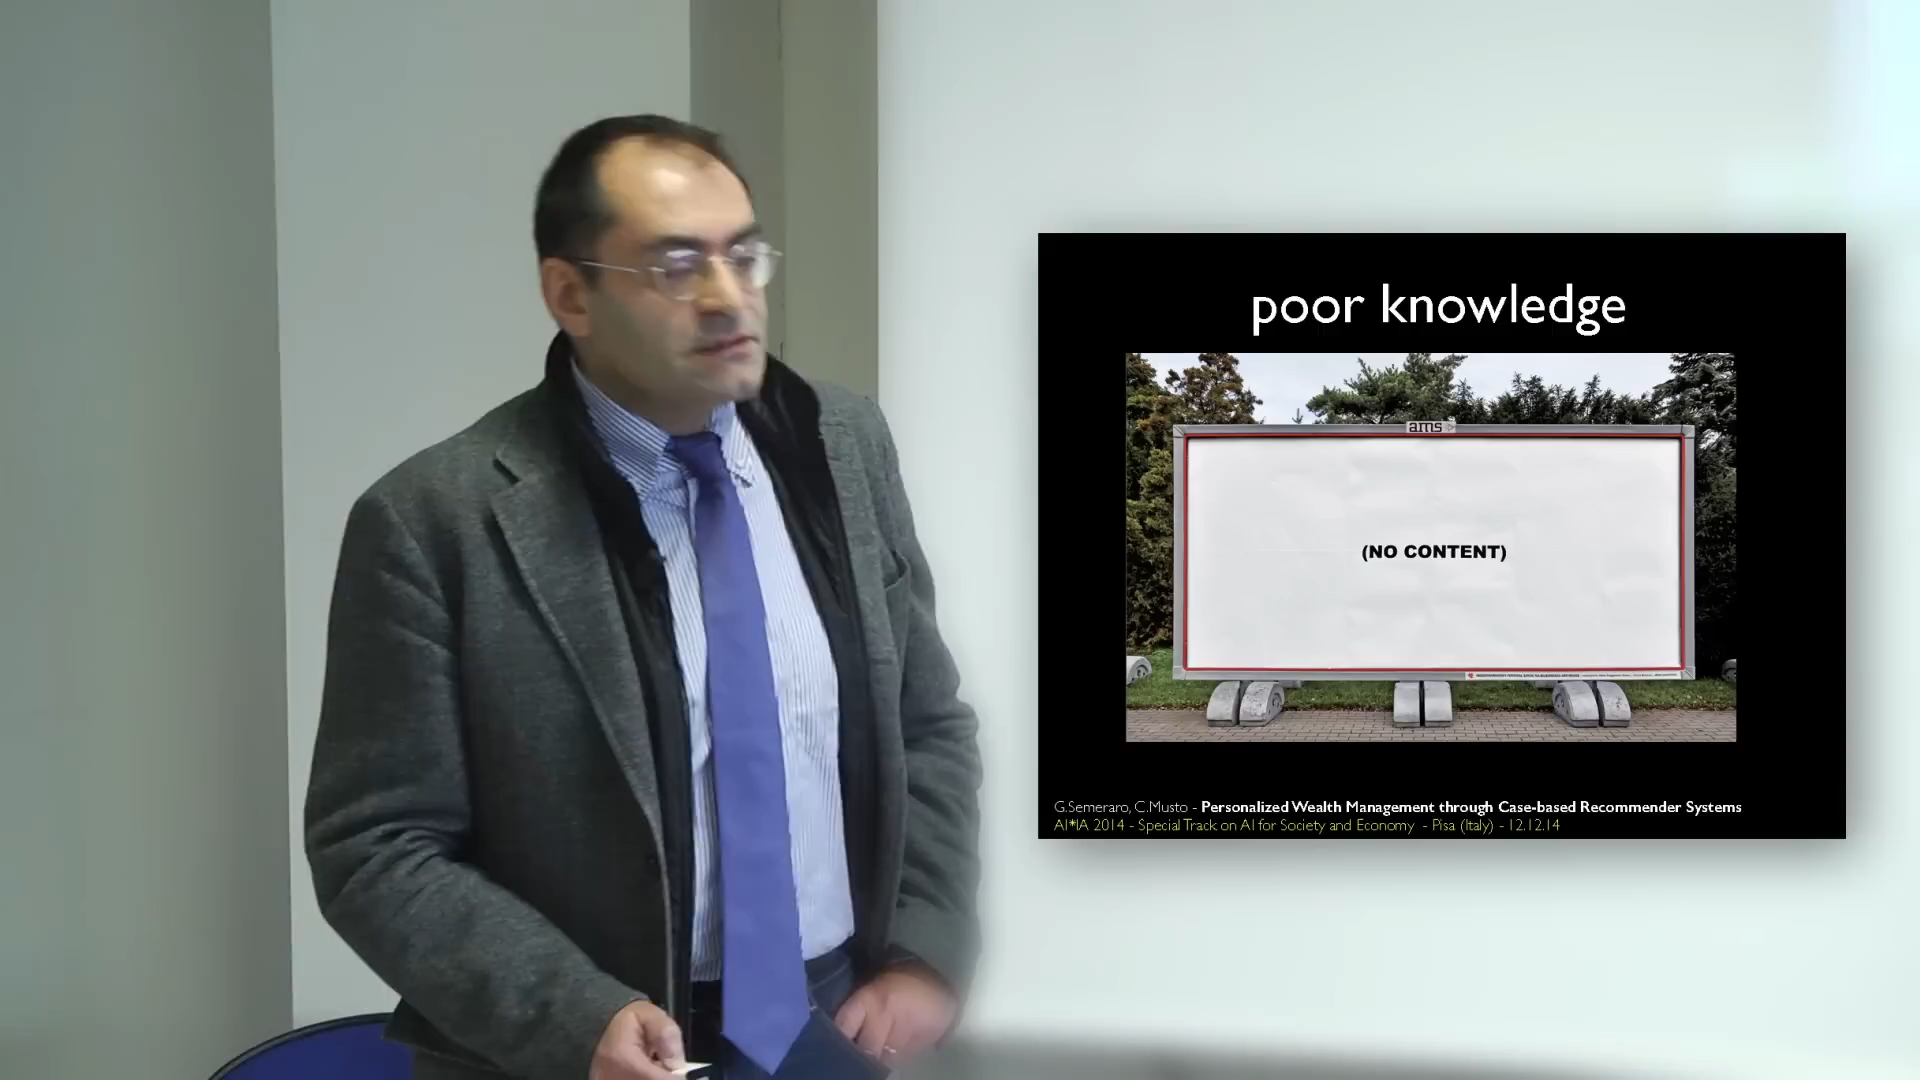 poor knowledge
ams
(NO CONTENT)
G.Semeraro, C.Musto - Personalized Wealth Management through Case-based Recommender Systems
AI*IA 2014 - Special Track on AI for Society and Economy - Pisa (Italy) - 12.12.14